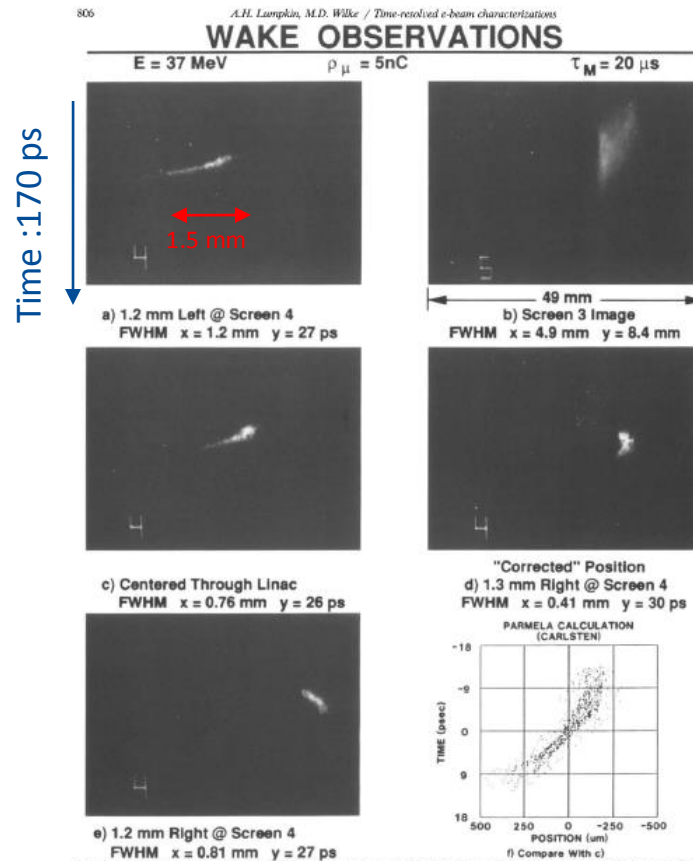 806
A.H. Lumpkin, M.D. Wilke / Time-resolved e-beam characterizations
WAKE OBSERVATIONS
E = 37 MeV ρμ = 5nC τM = 20 μs
Time :170 ps
1.5 mm
4
5
49 mm
a) 1.2 mm Left @ Screen 4
FWHM x = 1.2 mm y = 27 ps
b) Screen 3 Image
FWHM x = 4.9 mm y = 8.4 mm
4
4
c) Centered Through Linac
FWHM x = 0.76 mm y = 26 ps
"Corrected" Position
d) 1.3 mm Right @ Screen 4
FWHM x = 0.41 mm y = 30 ps
4
e) 1.2 mm Right @ Screen 4
FWHM x = 0.81 mm y = 27 ps
PARMELA CALCULATION
(CARLSTEN)
-18
-9
0
9
18
TIME (psec)
500 250 0 -250 -500
POSITION (um)
f) Compare With c)